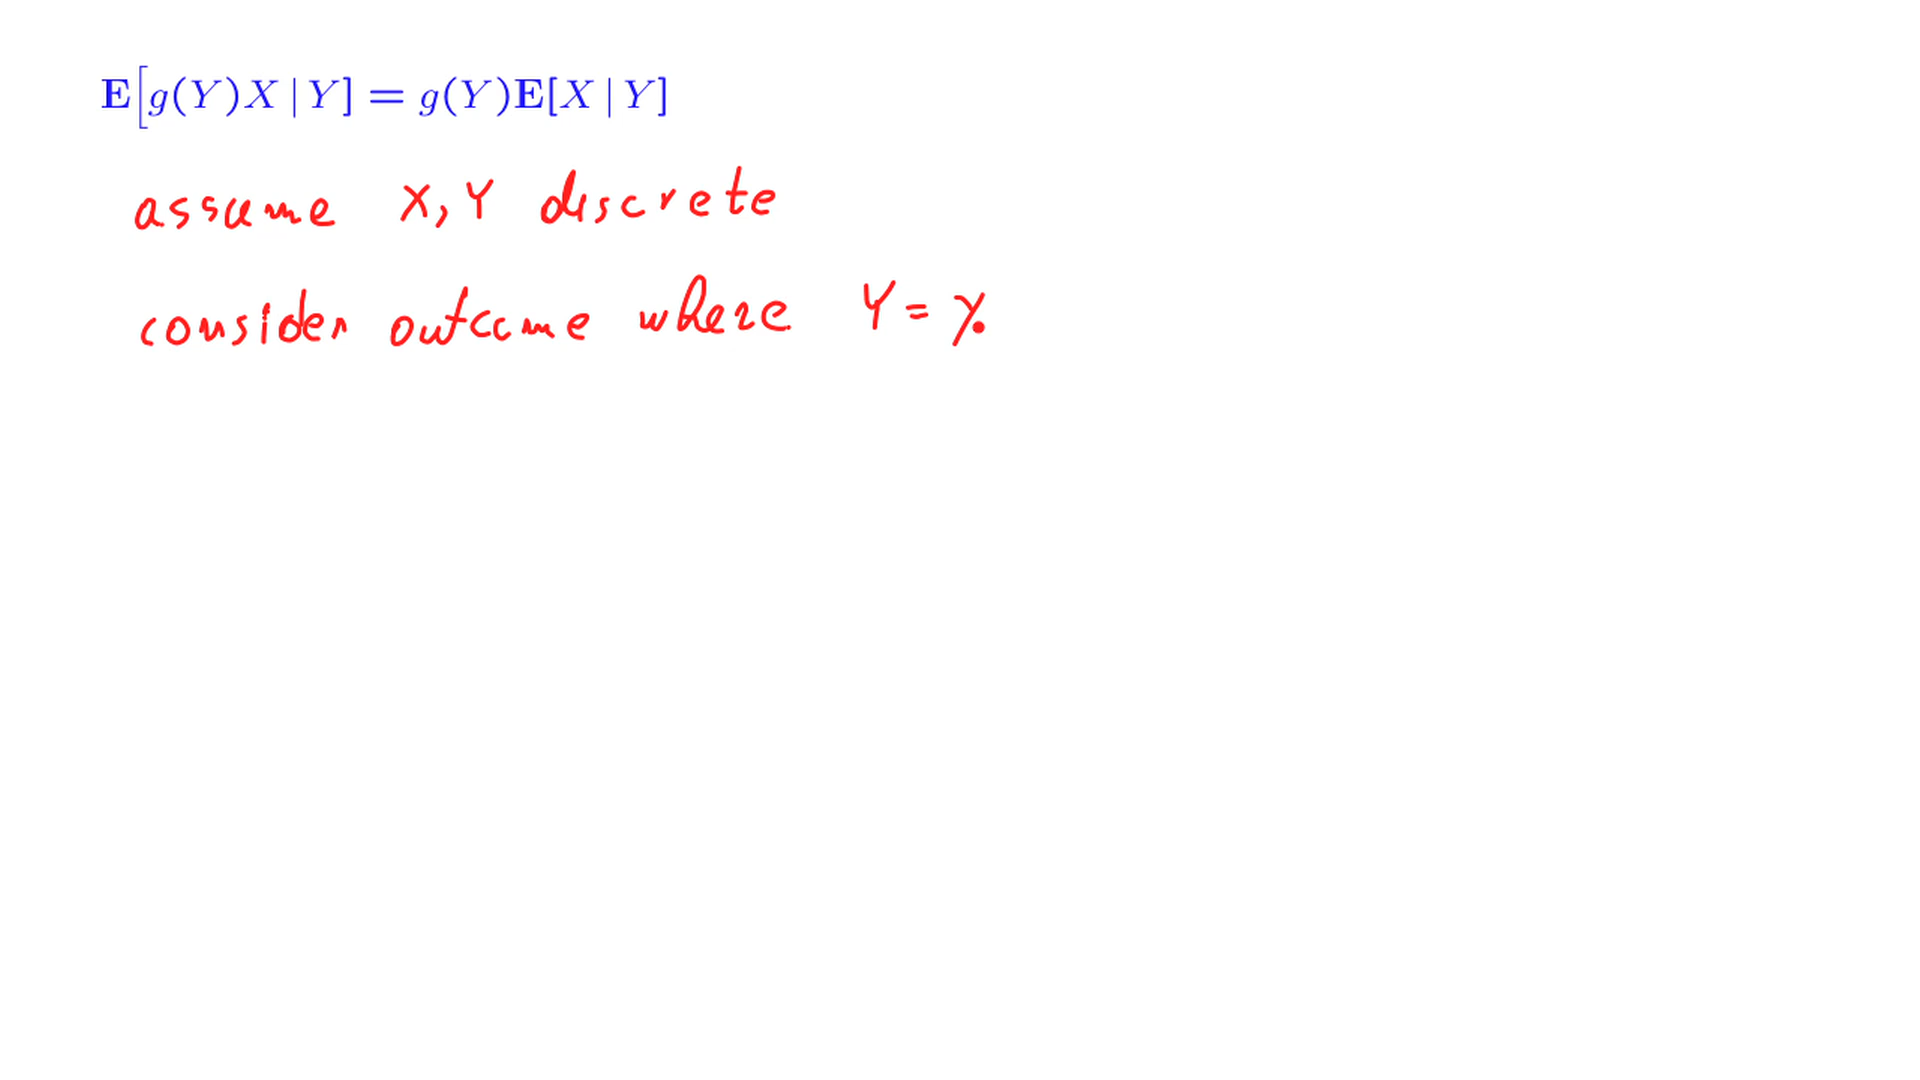 E[g(Y)X | Y] = g(Y)E[X | Y]
assume X, Y discrete
consider outcome where Y = y